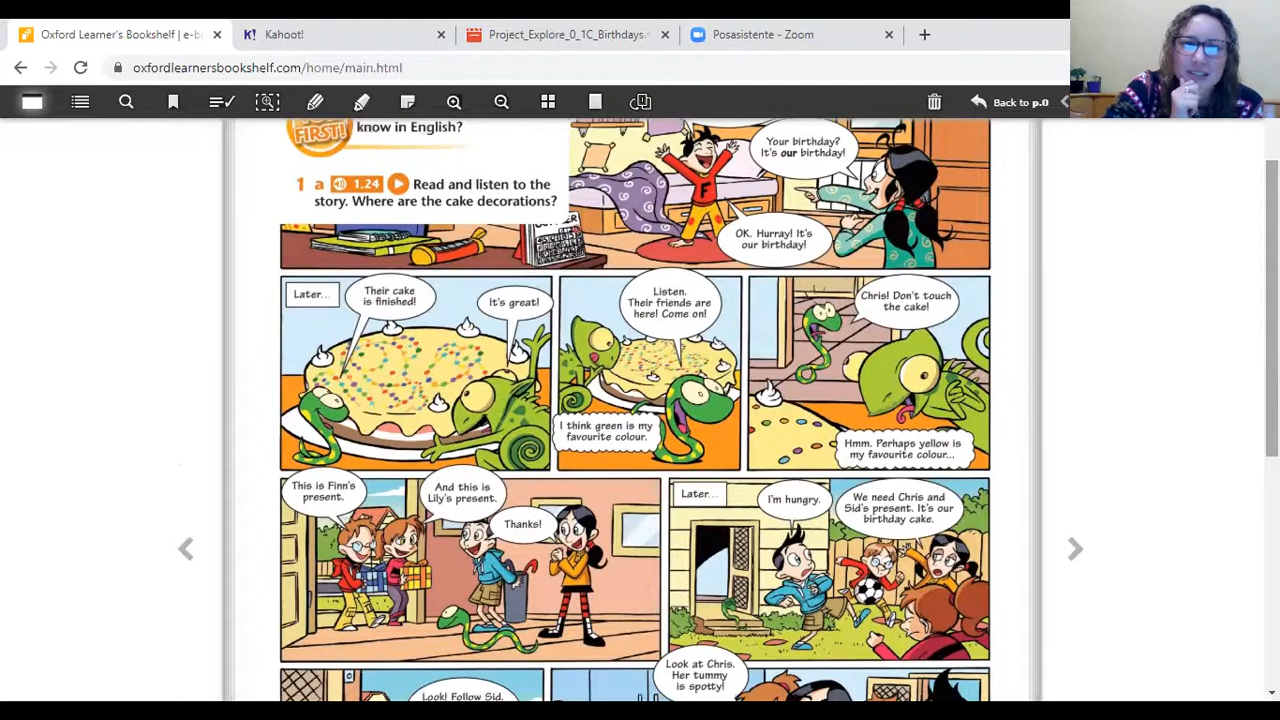 Oxford Learner's Bookshelf | e-b
Kahoot!
Project_Explore_0_1C_Birthdays.
Posasistente - Zoom
oxfordlearnersbookshelf.com/home/main.html
Back to p.0
FIRST!
know in English?
1 a 1.24 Read and listen to the
story. Where are the cake decorations?
Your birthday?
It's our birthday!
F
OK. Hurray! It's
our birthday!
Later...
Their cake
is finished!
It's great!
Listen.
Their friends are
here! Come on!
I think green is my
favourite colour.
Chris! Don't touch
the cake!
Hmm. Perhaps yellow is
my favourite colour...
This is Finn's
present.
And this is
Lily's present.
Thanks!
Later...
I'm hungry.
We need Chris and
Sid's present. It's our
birthday cake.
Look! Follow Sid.
Look at Chris.
Her tummy
is spotty!